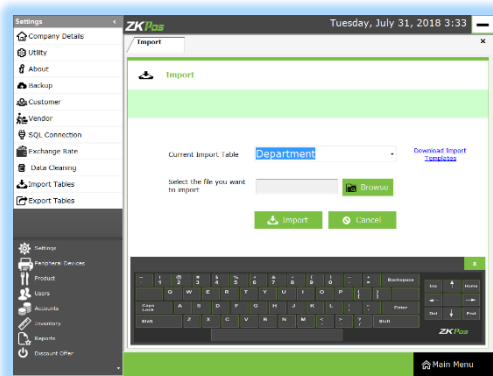 Settings
ZKPos
Tuesday, July 31, 2018 3:33
Company Details
Utlity
About
Backup
Customer
Vendor
SQL Connection
Exchange Rate
Data Cleaning
Import Tables
Export Tables
Import
×
Import
Current Import Table
Department
Download Import
Templates
Select the file you want
to import
Browse
Import
Cancel
Settings
Peripheral Devices
Product
Users
Accounts
Inventory
Reports
Discount Offer
x
Backspace
Q W E R T Y U I O P
Caps
Lock
A S D F G H J K L
Enter
Shift
Z X C V B N M
Shift
Ins
Home
Del
End
ZKPos
Main Menu